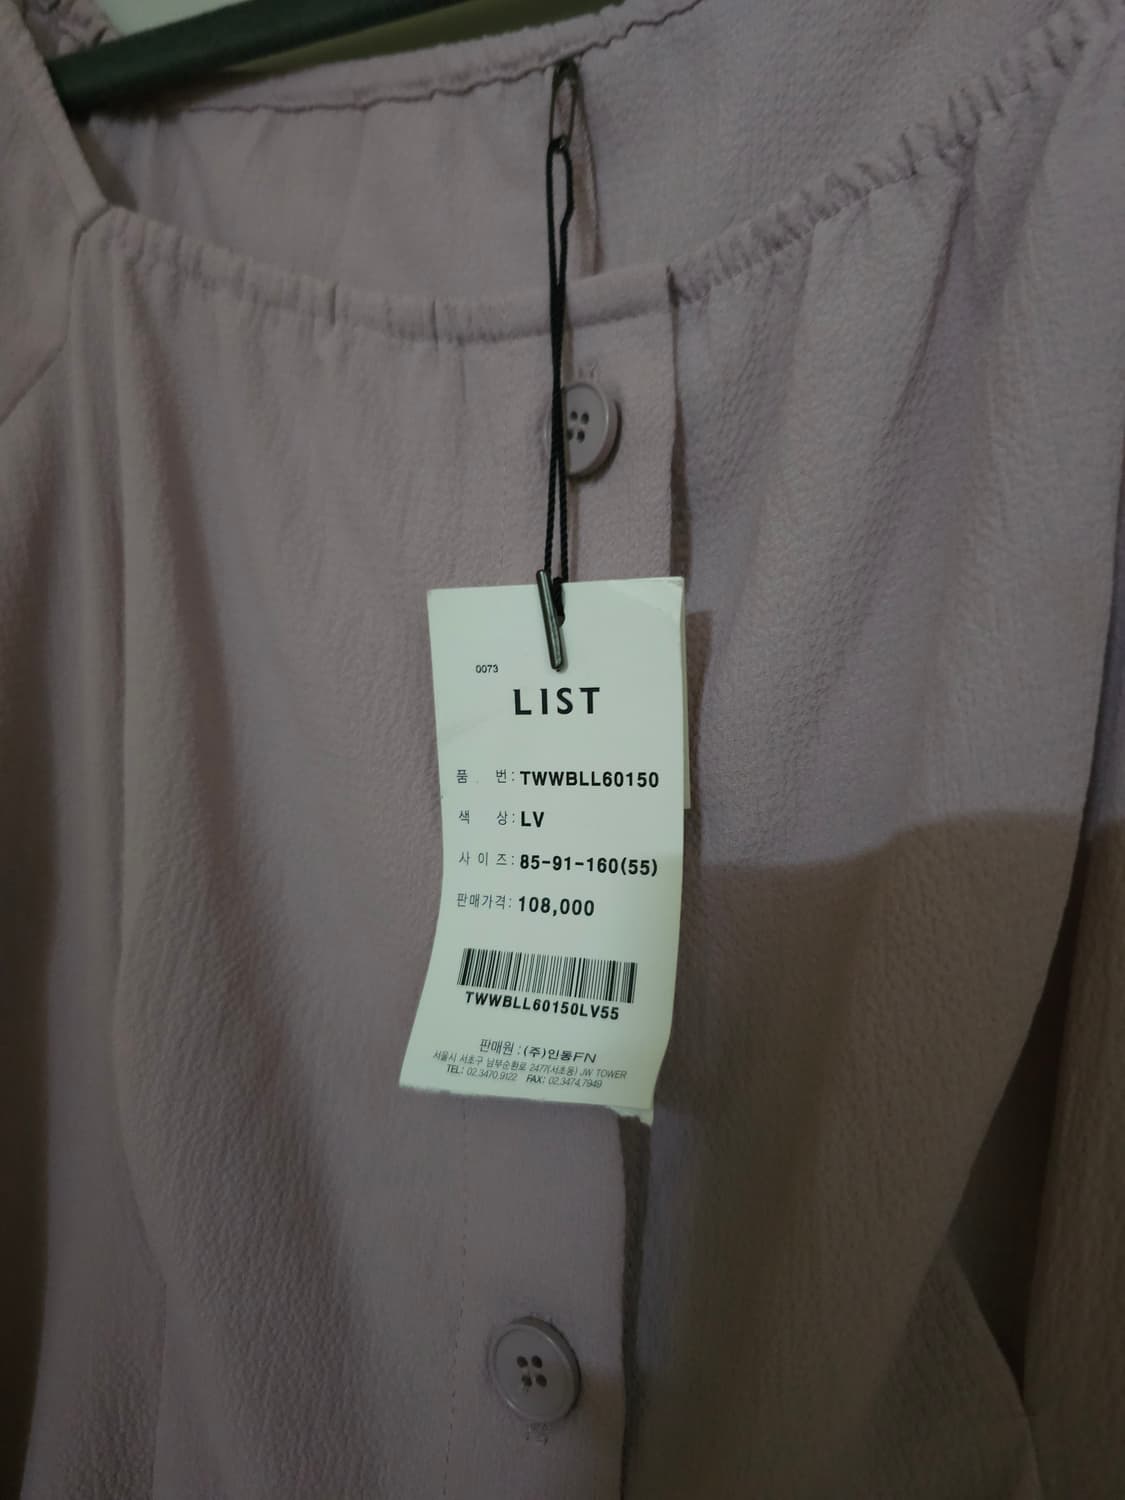 0073
LIST
품 번: TWWBLL60150
색 상: LV
사 이 즈: 85-91-160(55)
판매가격: 108,000
TWWBLL60150LV55
판매원 : (주)인동FN
서울시 서초구 남부순환로 2477(서초동) JW TOWER
TEL: 02.3470.9122 FAX: 02.3474.7949